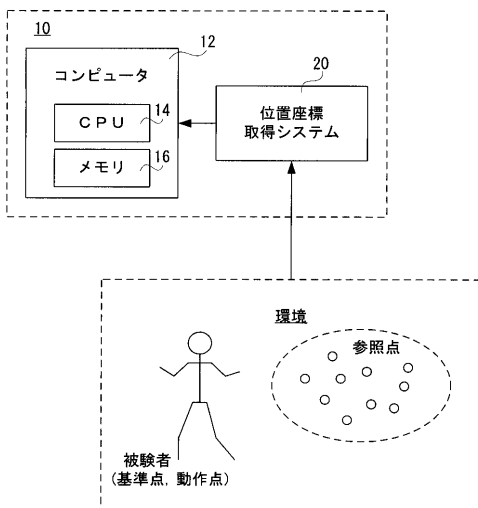 10
12
コンピュータ
14
CPU
16
メモリ
20
位置座標
取得システム
環境
参照点
被験者
(基準点,動作点)